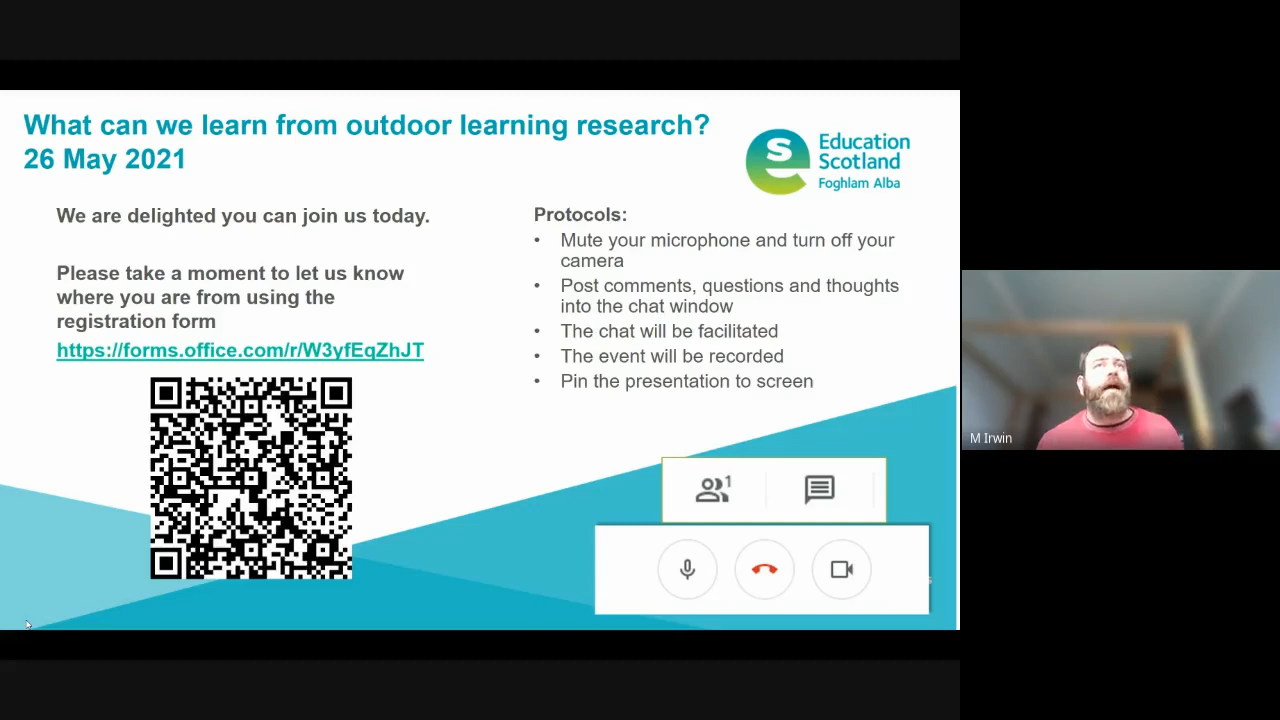 What can we learn from outdoor learning research?
26 May 2021
Education
Scotland
Foghlam Alba
We are delighted you can join us today.
Please take a moment to let us know
where you are from using the
registration form
https://forms.office.com/r/W3yfEqZhJT
Protocols:
• Mute your microphone and turn off your
camera
• Post comments, questions and thoughts
into the chat window
• The chat will be facilitated
• The event will be recorded
• Pin the presentation to screen
1
M Irwin